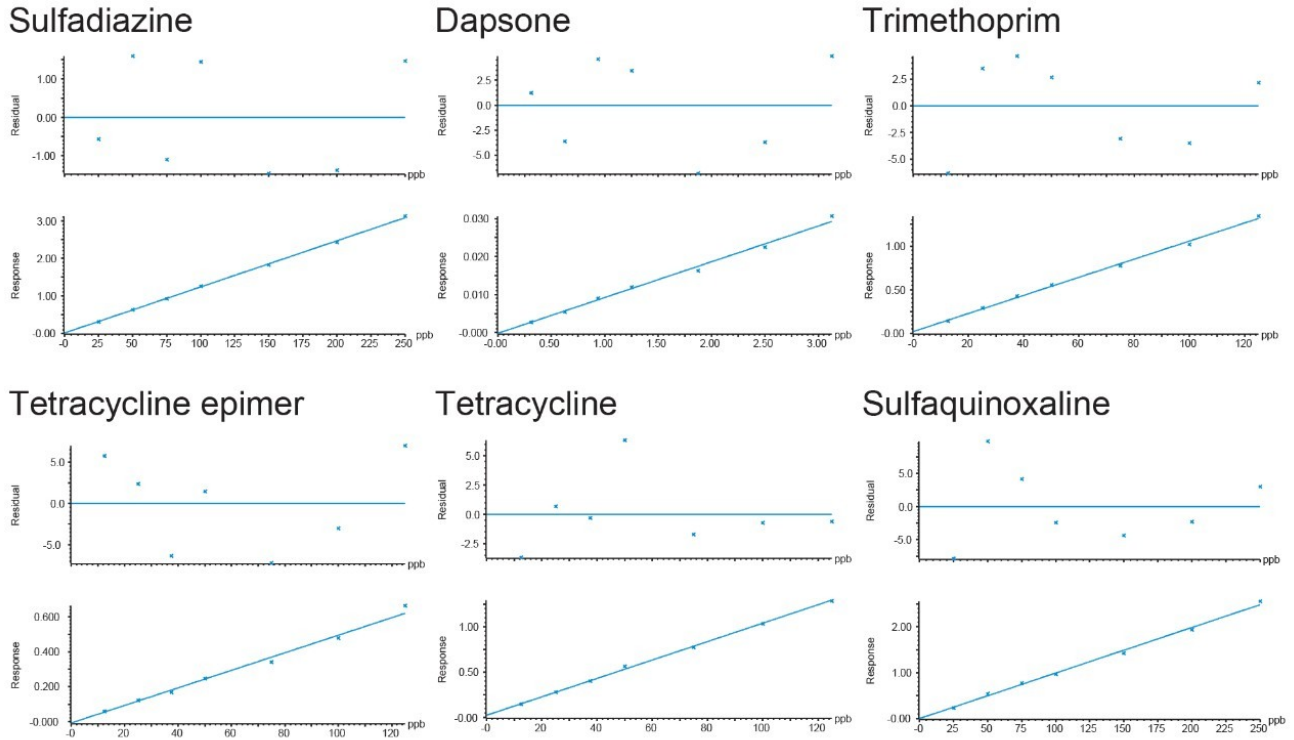 Sulfadiazine
Dapsone
Trimethoprim
Residual
1.00
0.00
-1.00
ppb
Residual
2.5
0.0
-2.5
-5.0
ppb
Residual
2.5
0.0
-2.5
-5.0
ppb
Response
3.00
2.00
1.00
-0.00
-0 25 50 75 100 125 150 175 200 225 250 ppb
Response
0.030
0.020
0.010
-0.000
-0.00 0.50 1.00 1.50 2.00 2.50 3.00 ppb
Response
1.00
0.50
-0.00
-0 20 40 60 80 100 120 ppb
Tetracycline epimer
Tetracycline
Sulfaquinoxaline
Residual
5.0
0.0
-5.0
ppb
Residual
5.0
2.5
0.0
-2.5
ppb
Residual
5.0
0.0
-5.0
ppb
Response
0.600
0.400
0.200
-0.000
-0 20 40 60 80 100 120 ppb
Response
1.00
0.50
-0.00
-0 20 40 60 80 100 120 ppb
Response
2.00
1.00
-0.00
-0 25 50 75 100 125 150 175 200 225 250 ppb